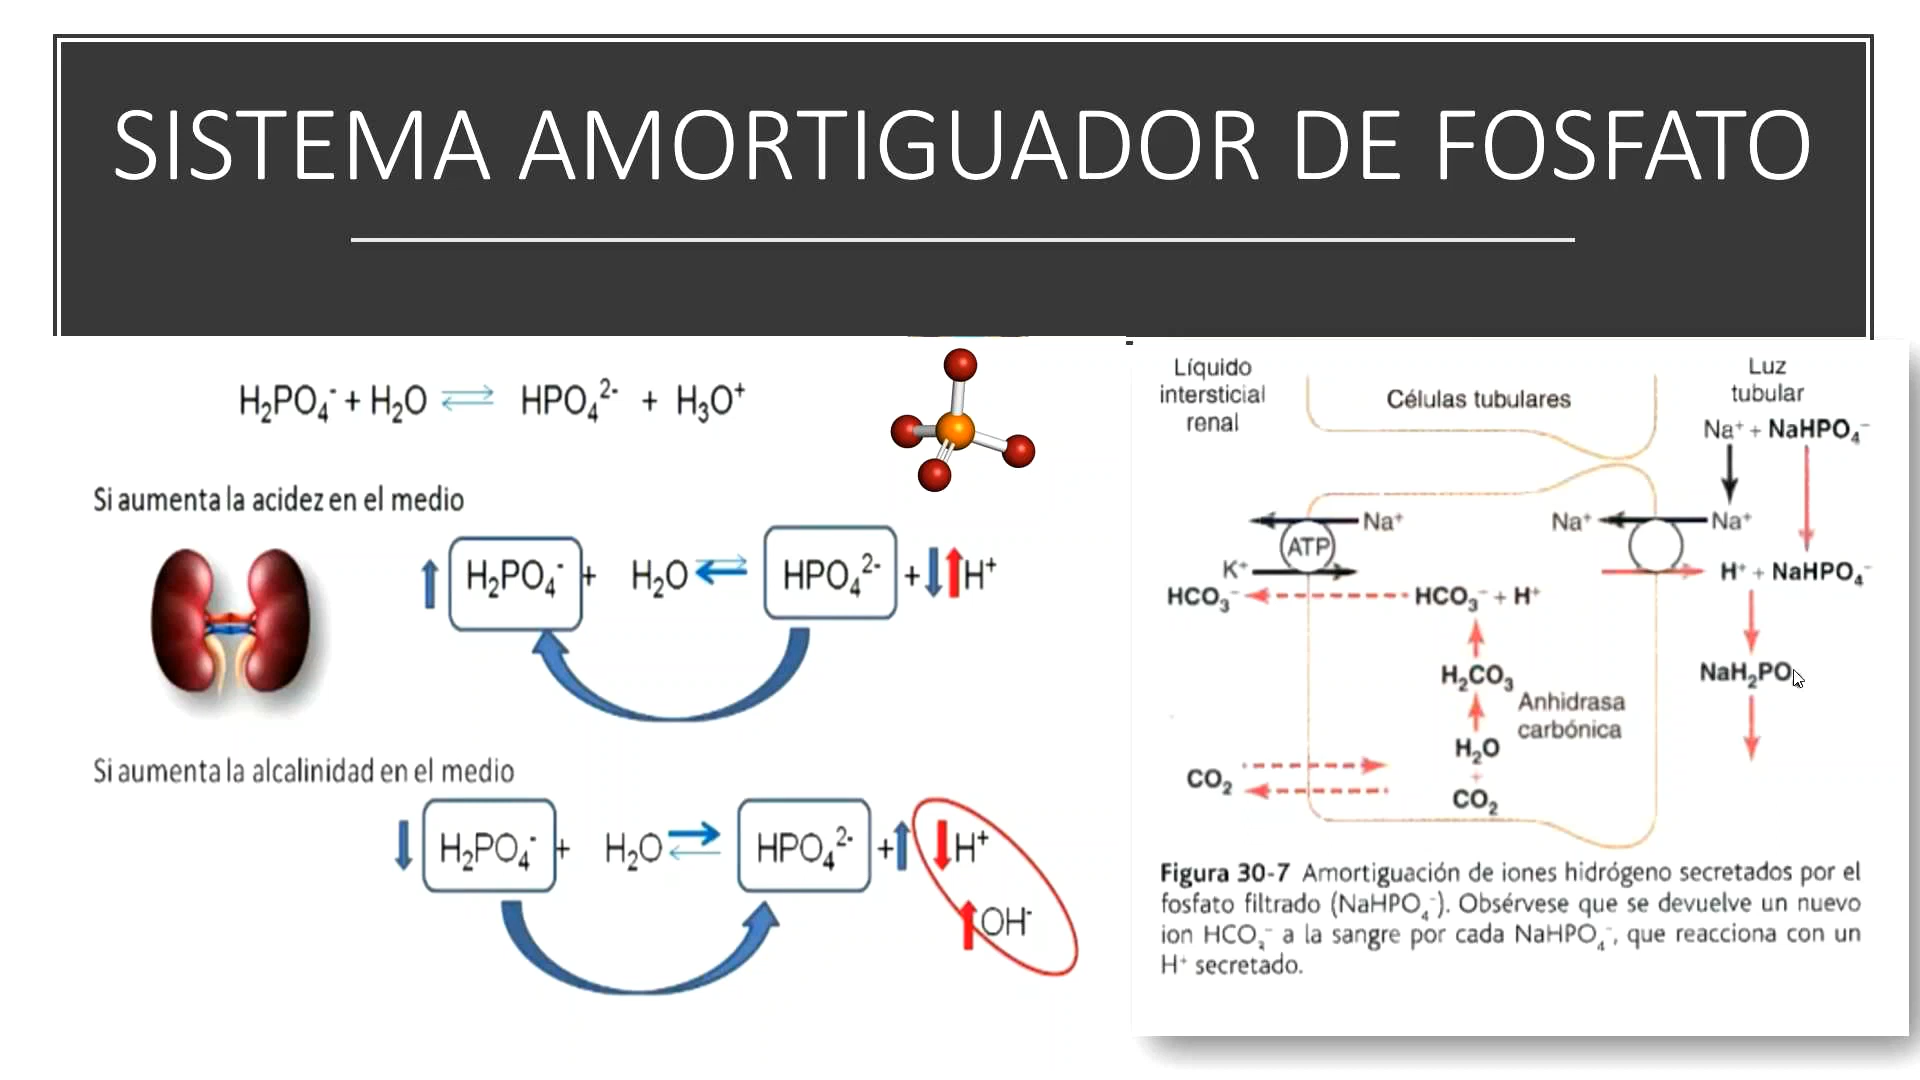 SISTEMA AMORTIGUADOR DE FOSFATO
H₂PO₄⁻ + H₂O ⇌ HPO₄²⁻ + H₃O⁺
Si aumenta la acidez en el medio
H₂PO₄⁻ + H₂O ⇌ HPO₄²⁻ + H⁺
Si aumenta la alcalinidad en el medio
H₂PO₄⁻ + H₂O ⇌ HPO₄²⁻ + H⁺
OH⁻
Líquido
intersticial
renal
Células tubulares
Luz
tubular
Na⁺ + NaHPO₄⁻
Na⁺
Na⁺
Na⁺
ATP
K⁺
H⁺ + NaHPO₄⁻
HCO₃⁻
HCO₃⁻ + H⁺
H₂CO₃
NaH₂PO
Anhidrasa
carbónica
H₂O
+
CO₂
CO₂
Figura 30-7 Amortiguación de iones hidrógeno secretados por el
fosfato filtrado (NaHPO₄⁻). Obsérvese que se devuelve un nuevo
ion HCO₃⁻ a la sangre por cada NaHPO₄⁻, que reacciona con un
H⁺ secretado.